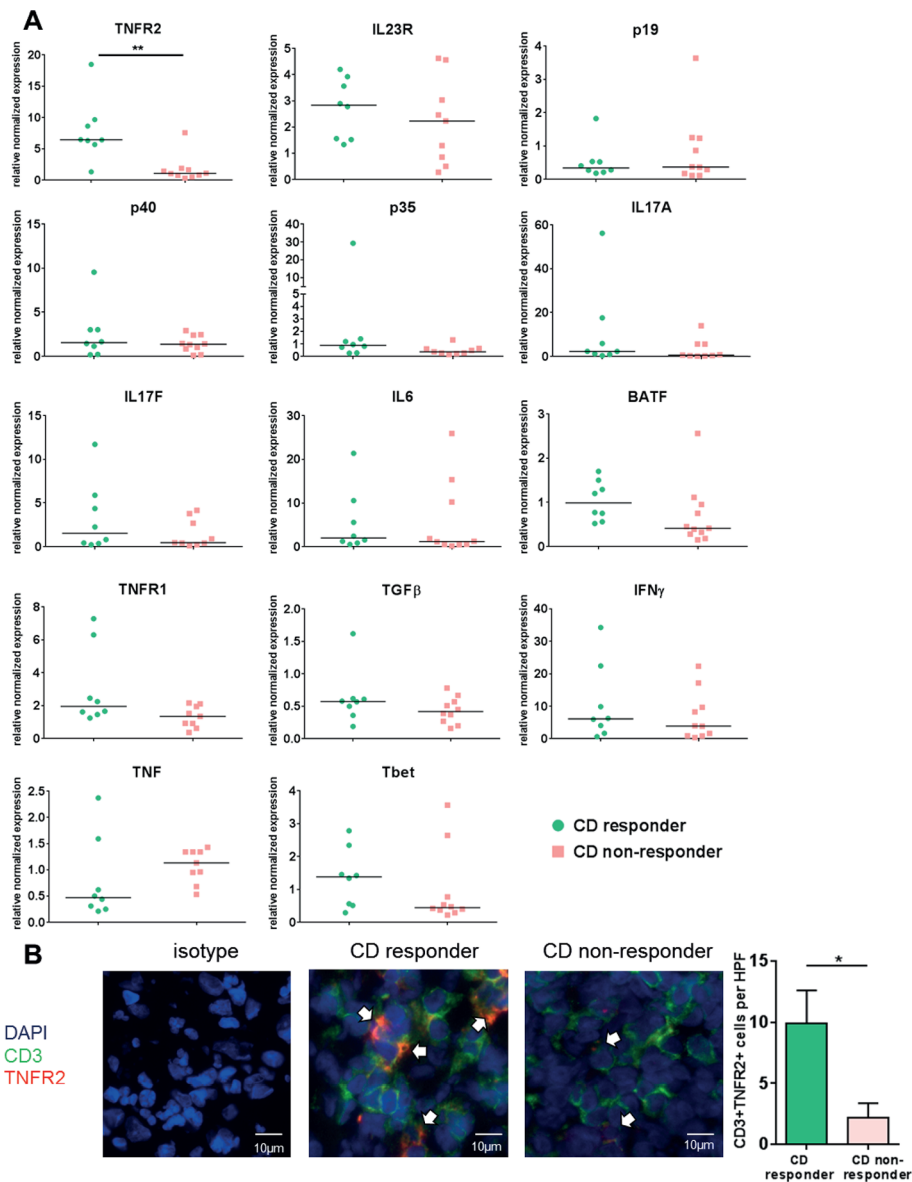 A
TNFR2
relative normalized expression
20
15
10
5
0
**
IL23R
relative normalized expression
5
4
3
2
1
0
p19
relative normalized expression
4
3
2
1
0
p40
relative normalized expression
15
10
5
0
p35
relative normalized expression
40
30
20
10
5
4
3
2
1
0
IL17A
relative normalized expression
60
40
20
0
IL17F
relative normalized expression
15
10
5
0
IL6
relative normalized expression
30
20
10
0
BATF
relative normalized expression
3
2
1
0
TNFR1
relative normalized expression
8
6
4
2
0
TGFβ
relative normalized expression
2.0
1.5
1.0
0.5
0.0
IFNγ
relative normalized expression
40
30
20
10
0
TNF
relative normalized expression
2.5
2.0
1.5
1.0
0.5
0.0
Tbet
relative normalized expression
4
3
2
1
0
CD responder
CD non-responder
B
isotype
CD responder
CD non-responder
DAPI
CD3
TNFR2
10μm
10μm
10μm
CD3+TNFR2+ cells per HPF
15
10
5
0
*
CD
responder
CD non-
responder